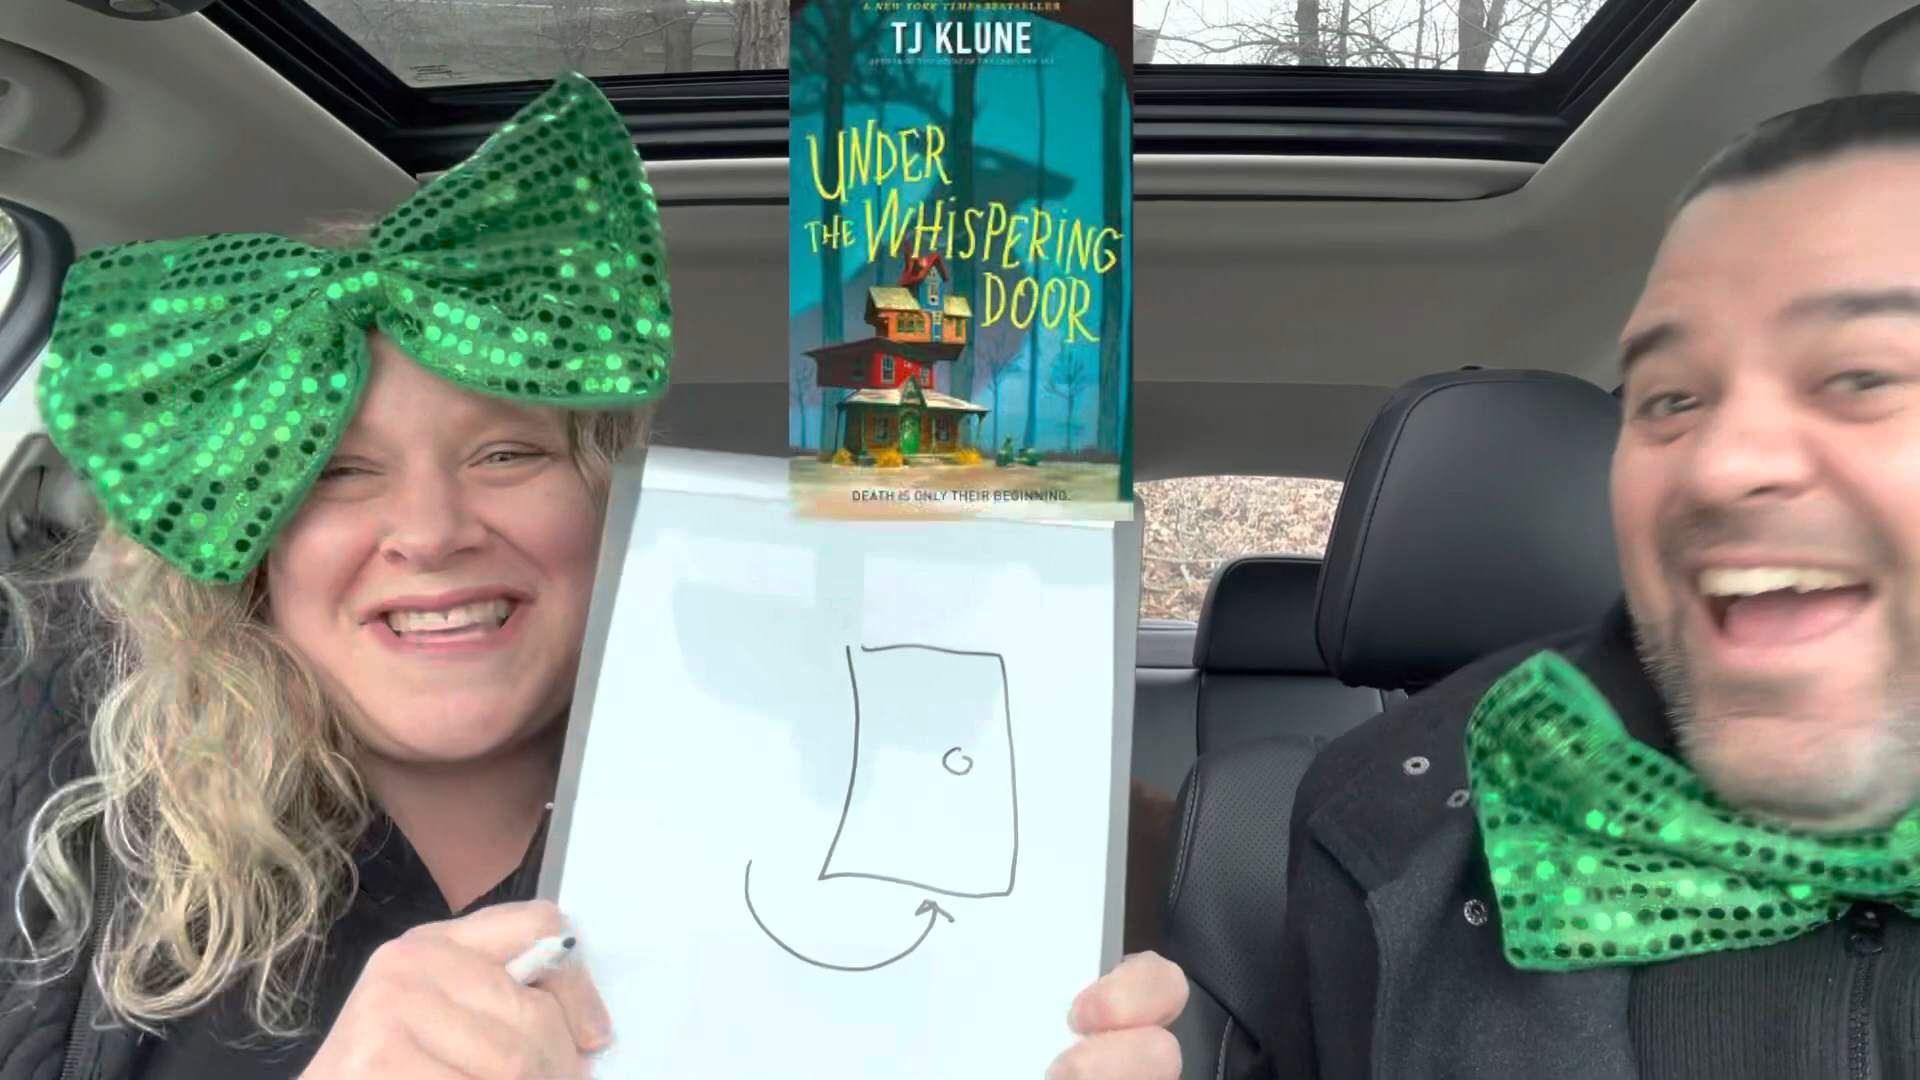 A NEW YORK TIMES BESTSELLER
TJ KLUNE
UNDER
THE WHISPERING
DOOR
DEATH IS ONLY THEIR BEGINNING.